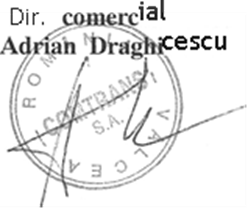 Dir. comercial
Adrian Draghicescu
ROMANIA
CONTRANS
S.A.
VALCEA